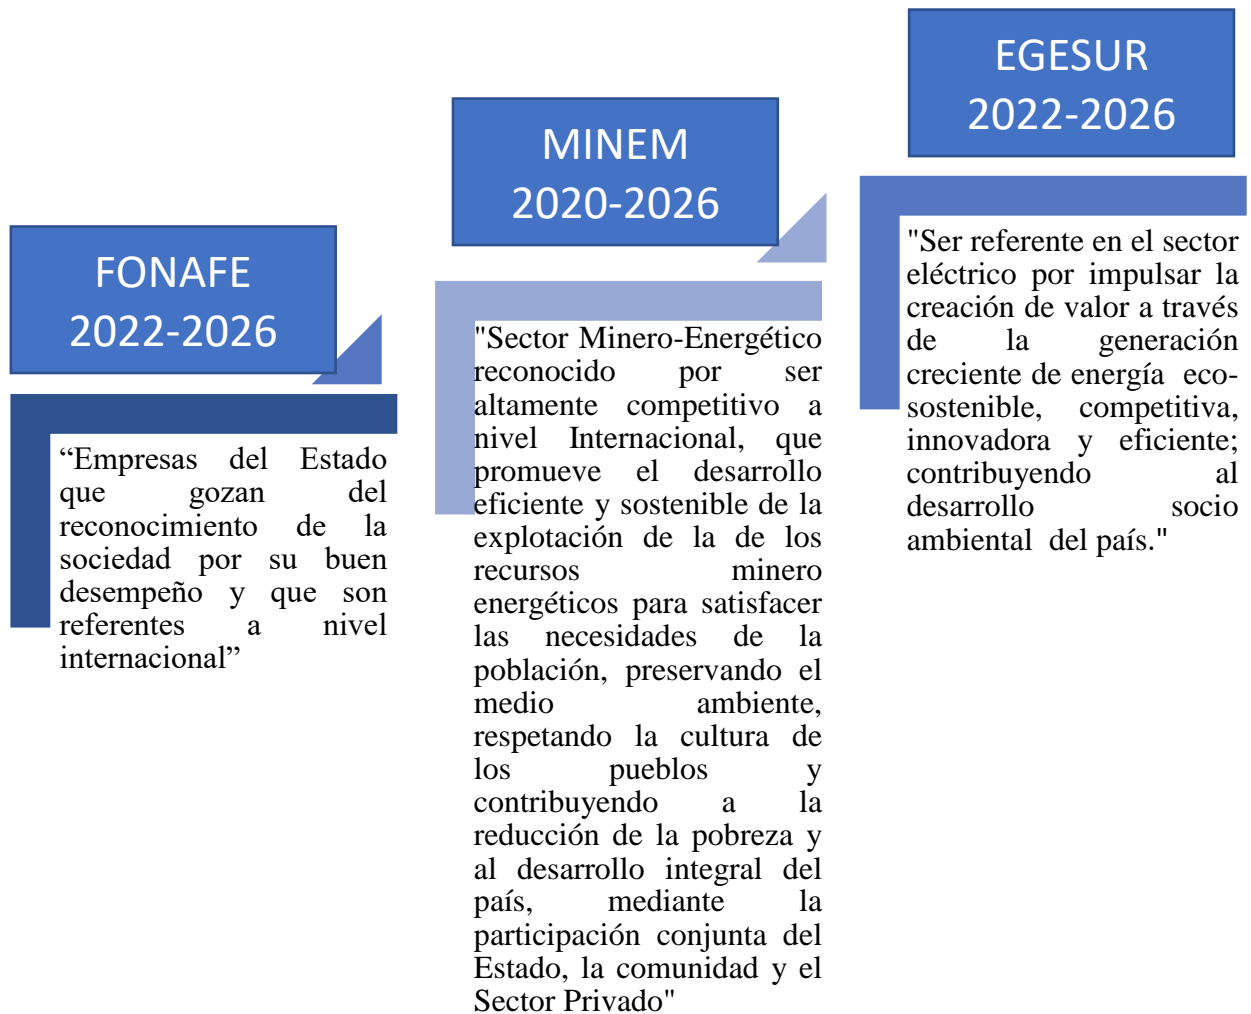 FONAFE
2022-2026
“Empresas del Estado
que gozan del
reconocimiento de la
sociedad por su buen
desempeño y que son
referentes a nivel
internacional”
MINEM
2020-2026
"Sector Minero-Energético
reconocido por ser
altamente competitivo a
nivel Internacional, que
promueve el desarrollo
eficiente y sostenible de la
explotación de la de los
recursos minero
energéticos para satisfacer
las necesidades de la
población, preservando el
medio ambiente,
respetando la cultura de
los pueblos y
contribuyendo a la
reducción de la pobreza y
al desarrollo integral del
país, mediante la
participación conjunta del
Estado, la comunidad y el
Sector Privado"
EGESUR
2022-2026
"Ser referente en el sector
eléctrico por impulsar la
creación de valor a través
de la generación
creciente de energía eco-
sostenible, competitiva,
innovadora y eficiente;
contribuyendo al
desarrollo socio
ambiental del país."